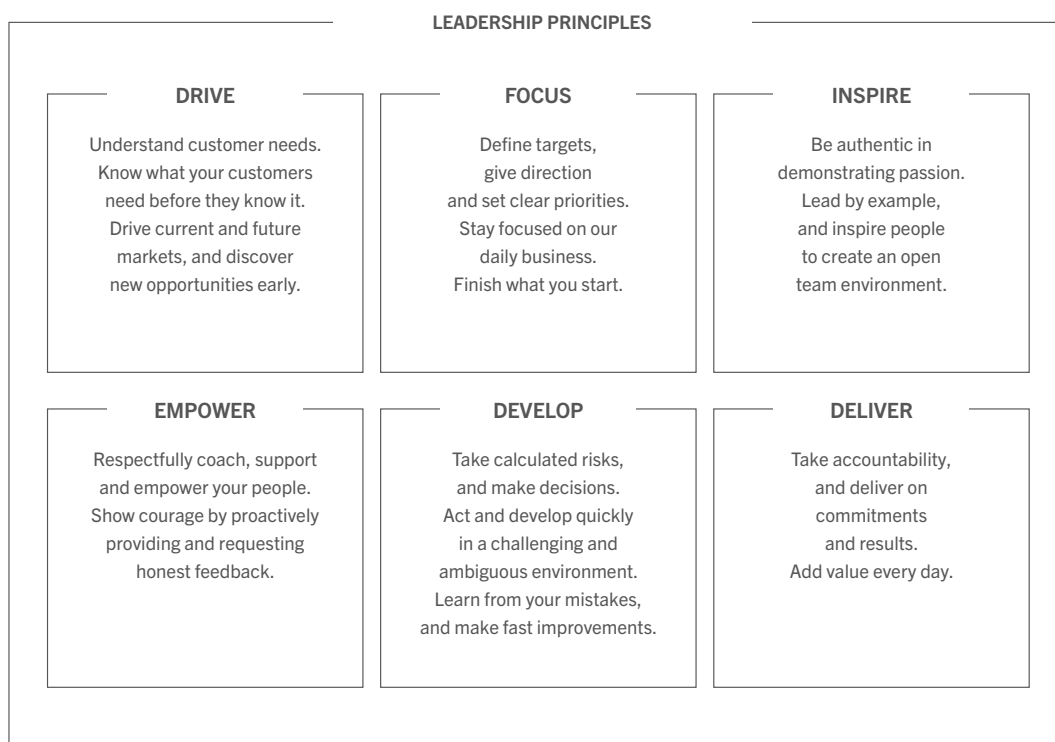 LEADERSHIP PRINCIPLES
DRIVE
Understand customer needs.
Know what your customers
need before they know it.
Drive current and future
markets, and discover
new opportunities early.
FOCUS
Define targets,
give direction
and set clear priorities.
Stay focused on our
daily business.
Finish what you start.
INSPIRE
Be authentic in
demonstrating passion.
Lead by example,
and inspire people
to create an open
team environment.
EMPOWER
Respectfully coach, support
and empower your people.
Show courage by proactively
providing and requesting
honest feedback.
DEVELOP
Take calculated risks,
and make decisions.
Act and develop quickly
in a challenging and
ambiguous environment.
Learn from your mistakes,
and make fast improvements.
DELIVER
Take accountability,
and deliver on
commitments
and results.
Add value every day.